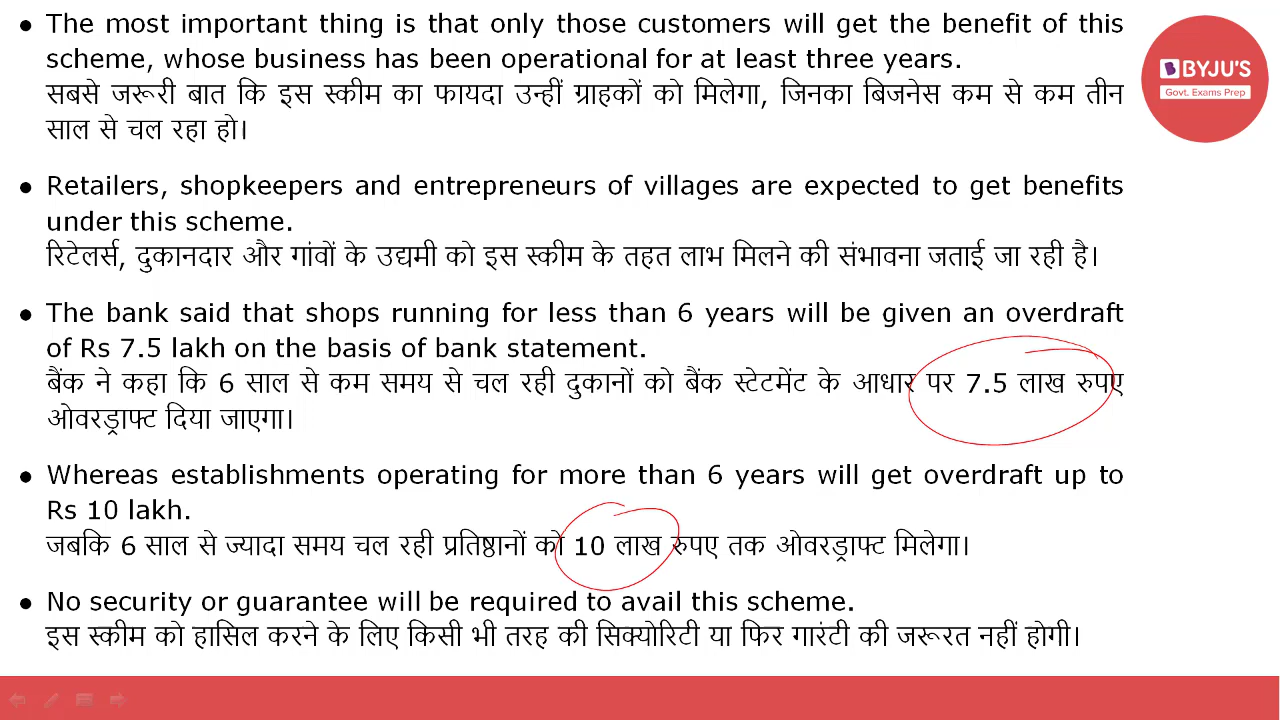 ● The most important thing is that only those customers will get the benefit of this
scheme, whose business has been operational for at least three years.
सबसे जरूरी बात कि इस स्कीम का फायदा उन्हीं ग्राहकों को मिलेगा, जिनका बिजनेस कम से कम तीन
साल से चल रहा हो।
● Retailers, shopkeepers and entrepreneurs of villages are expected to get benefits
under this scheme.
रिटेलर्स, दुकानदार और गांवों के उद्यमी को इस स्कीम के तहत लाभ मिलने की संभावना जताई जा रही है।
● The bank said that shops running for less than 6 years will be given an overdraft
of Rs 7.5 lakh on the basis of bank statement.
बैंक ने कहा कि 6 साल से कम समय से चल रही दुकानों को बैंक स्टेटमेंट के आधार पर 7.5 लाख रुपए
ओवरड्राफ्ट दिया जाएगा।
● Whereas establishments operating for more than 6 years will get overdraft up to
Rs 10 lakh.
जबकि 6 साल से ज्यादा समय चल रही प्रतिष्ठानों को 10 लाख रुपए तक ओवरड्राफ्ट मिलेगा।
● No security or guarantee will be required to avail this scheme.
इस स्कीम को हासिल करने के लिए किसी भी तरह की सिक्योरिटी या फिर गारंटी की जरूरत नहीं होगी।
BYJU'S
Govt. Exams Prep